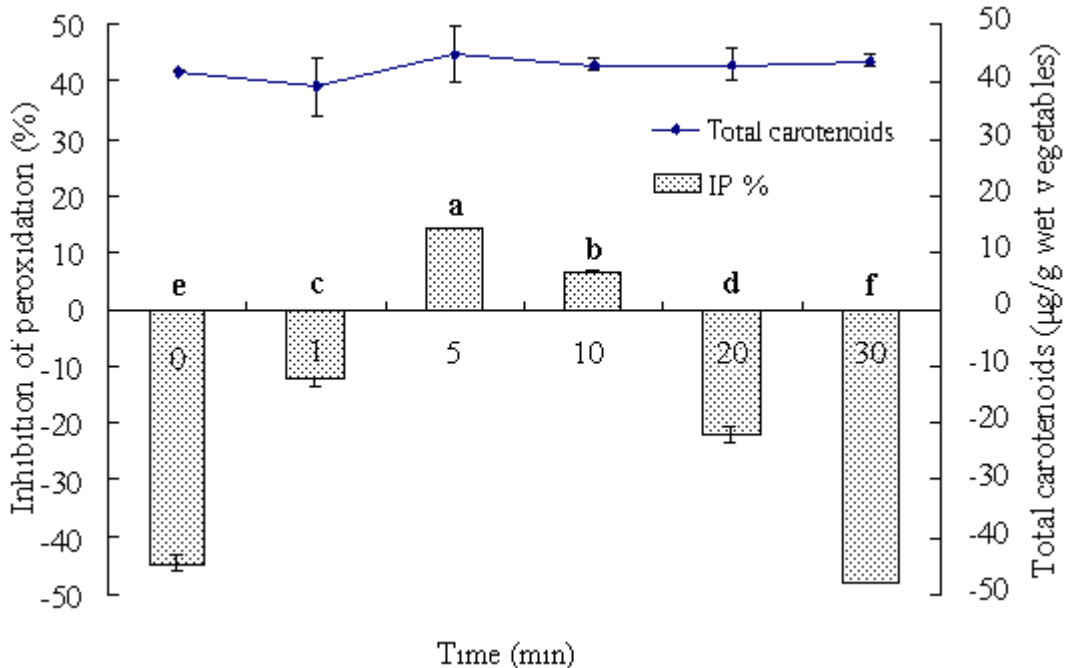 Inhibition of peroxidation (%)
50
40
30
20
10
0
-10
-20
-30
-40
-50
Total carotenoids
IP %
e
c
a
b
d
f
0
1
5
10
20
30
50
40
30
20
10
0
-10
-20
-30
-40
-50
Total carotenoids (μg/g wet vegetables)
Time (min)